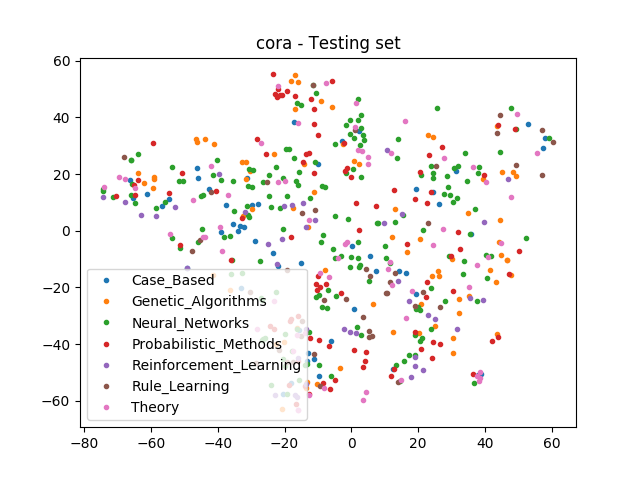 cora - Testing set
60
40
20
0
−20
−40
−60
Case_Based
Genetic_Algorithms
Neural_Networks
Probabilistic_Methods
Reinforcement_Learning
Rule_Learning
Theory
−80
−60
−40
−20
0
20
40
60